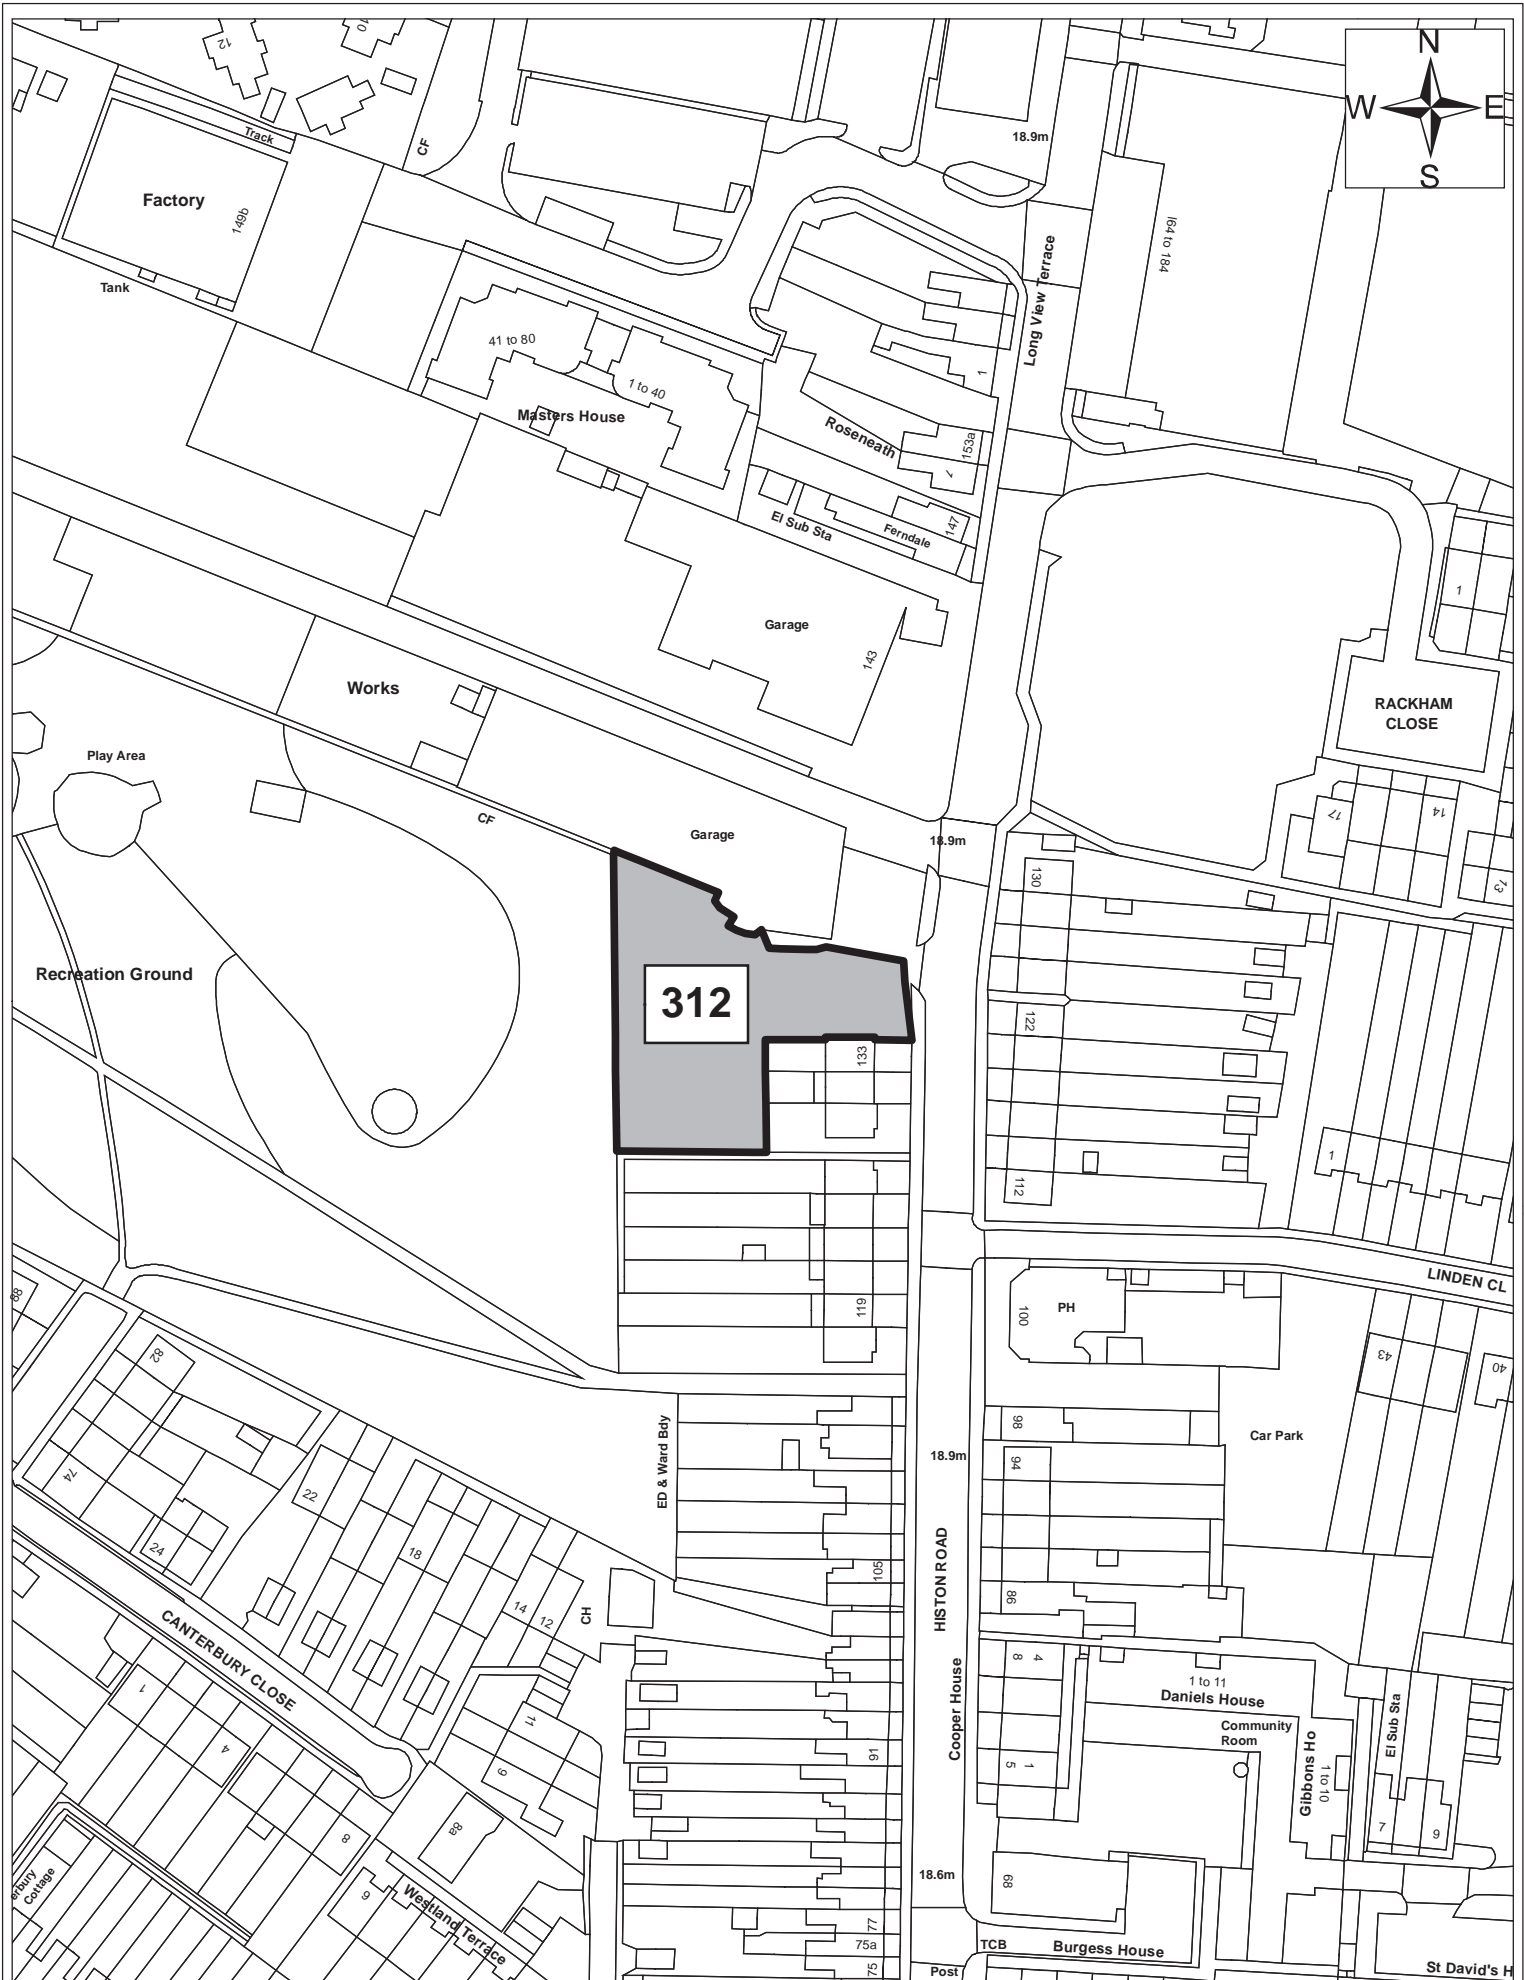 12
10
N
W
E
S
Track
CF
18.9m
Factory
149b
164 to 184
Long View Terrace
Tank
41 to 80
1 to 40
1
Masters House
Roseneath
153a
7
El Sub Sta
Ferndale
147
1
Garage
143
Works
RACKHAM
CLOSE
Play Area
CF
Garage
18.9m
17
14
13
130
Recreation Ground
312
122
133
1
112
LINDEN CL
88
119
100
PH
82
43
40
98
Car Park
ED & Ward Bdy
18.9m
94
74
22
18
24
105
HISTON ROAD
86
14
12
CH
CANTERBURY CLOSE
Cooper House
8
4
1 to 11
Daniels House
1
11
Community
Room
El Sub Sta
4
91
5
1
Gibbons Ho
1 to 10
9
8a
8
7
9
erbury
Cottage
18.6m
68
9
Westland Terrace
77
75a
75
TCB
Burgess House
Post
St David's H